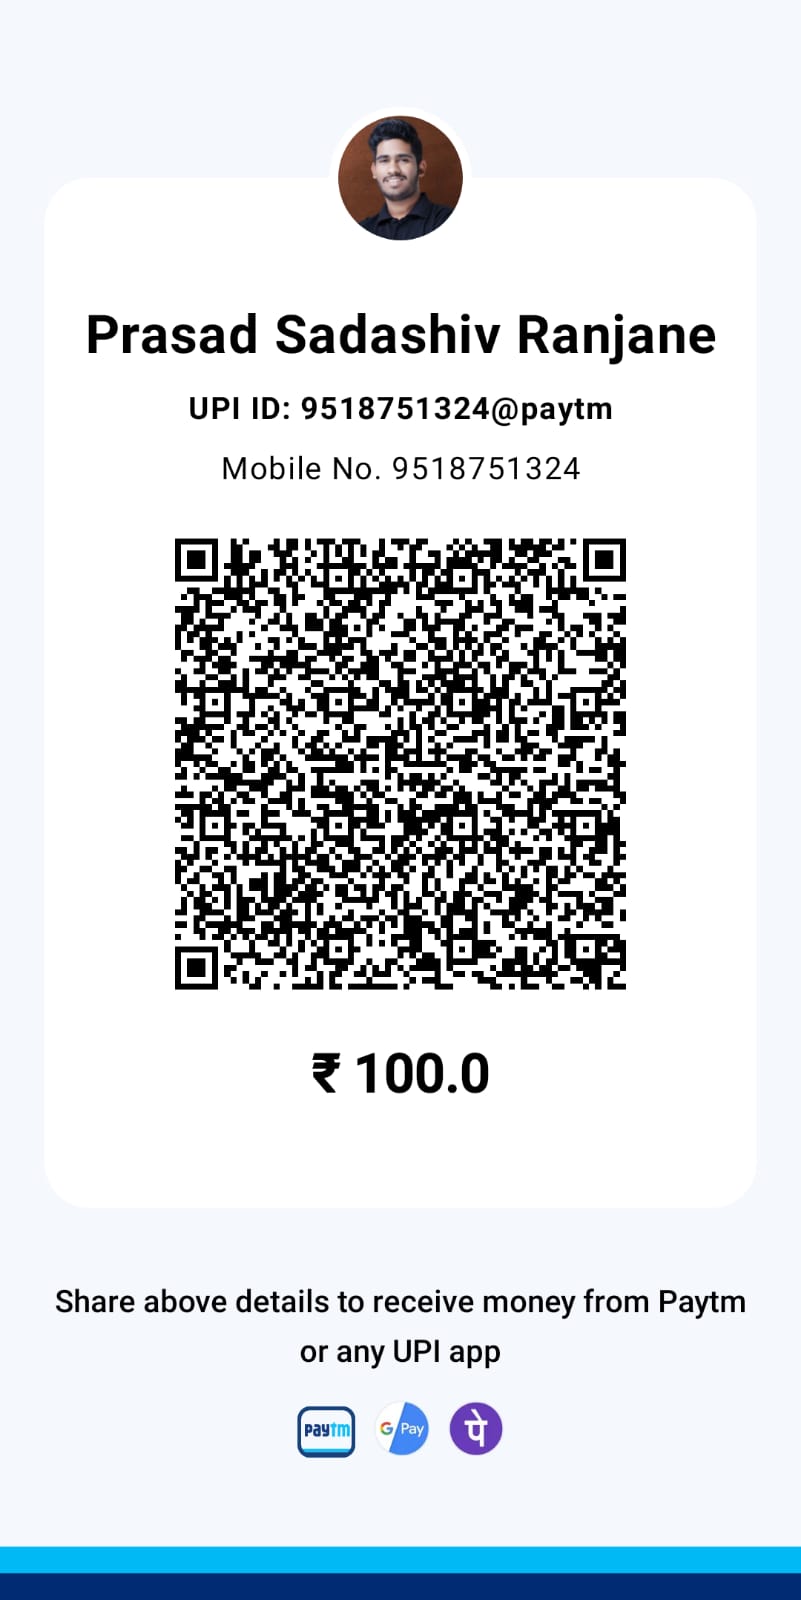 Prasad Sadashiv Ranjane
UPI ID: 9518751324@paytm
Mobile No. 9518751324
₹ 100.0
Share above details to receive money from Paytm
or any UPI app
paytm G Pay पे